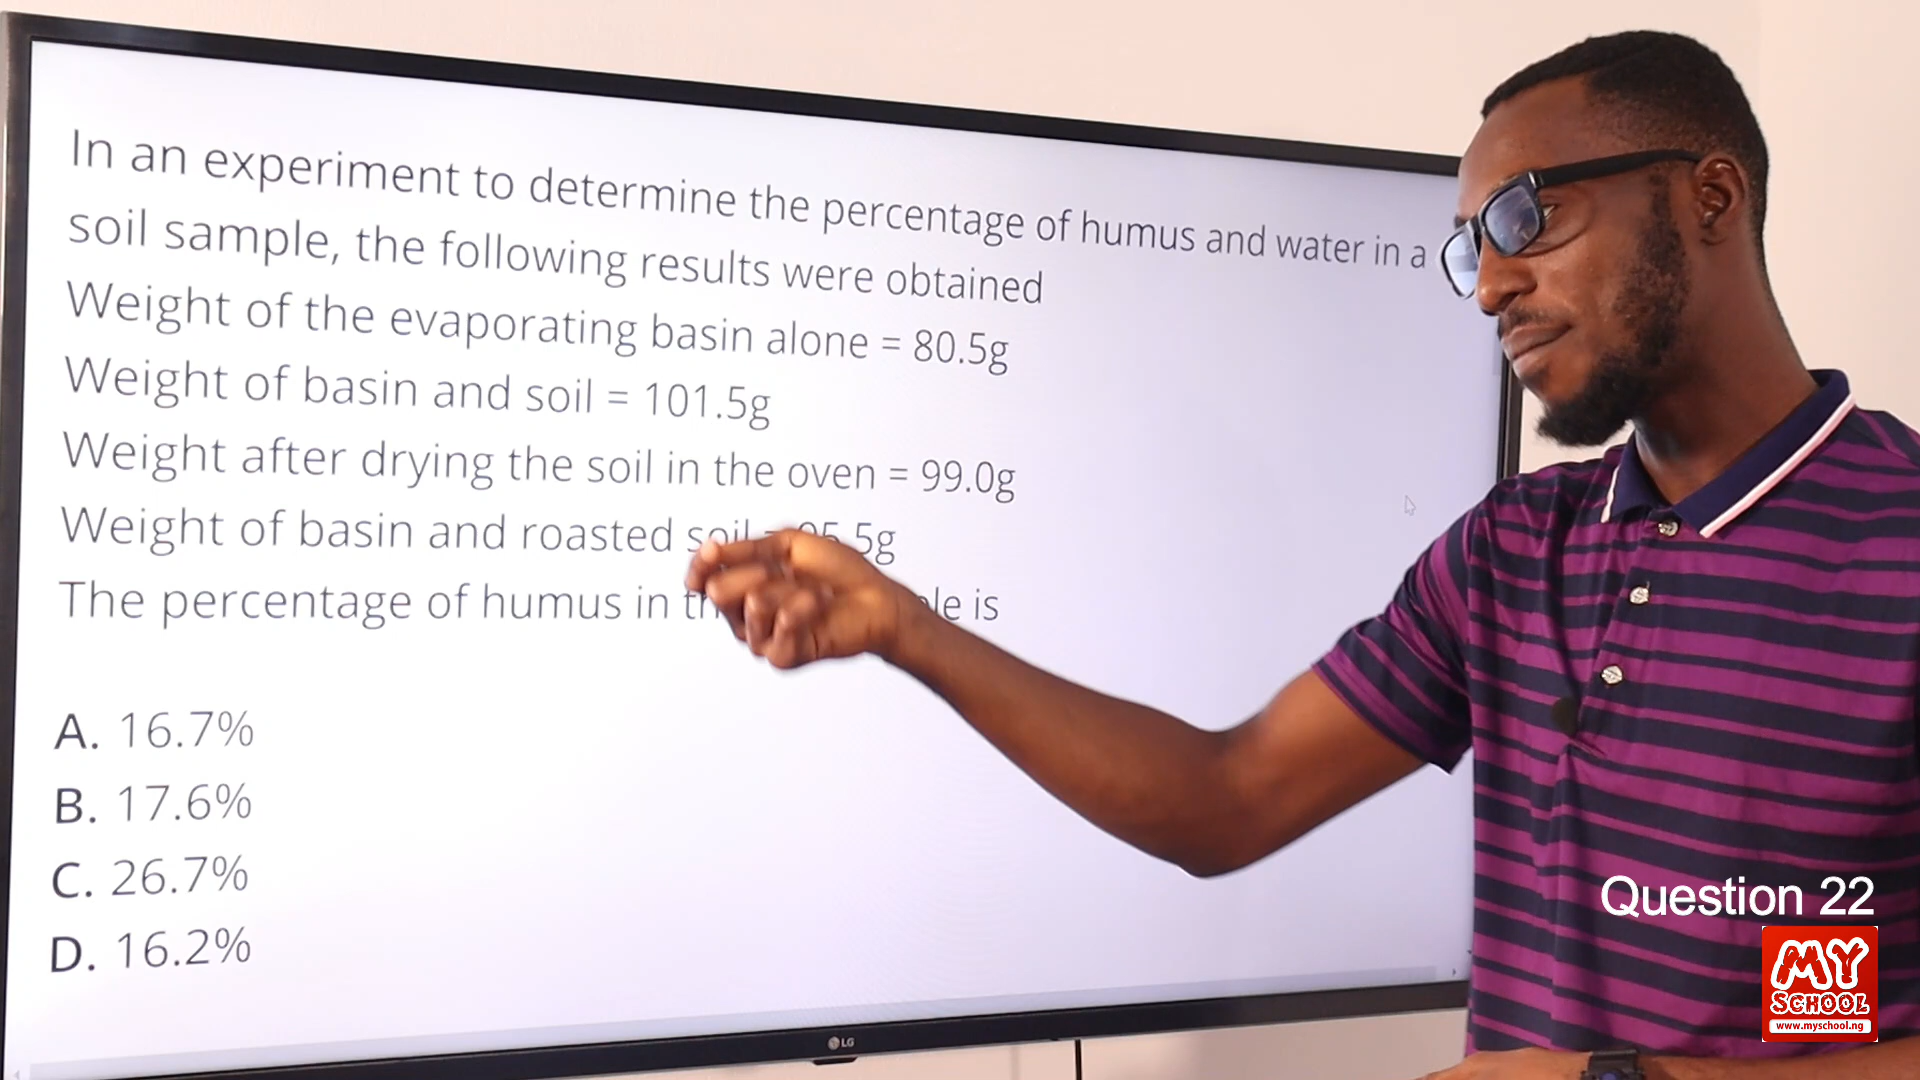 In an experiment to determine the percentage of humus and water in a
soil sample, the following results were obtained
Weight of the evaporating basin alone = 80.5g
Weight of basin and soil = 101.5g
Weight after drying the soil in the oven = 99.0g
Weight of basin and roasted soil 5g
The percentage of humus in is
A. 16.7%
B. 17.6%
C. 26.7%
D. 16.2%
LG
Question 22
MY
SCHOOL
www.myschool.ng